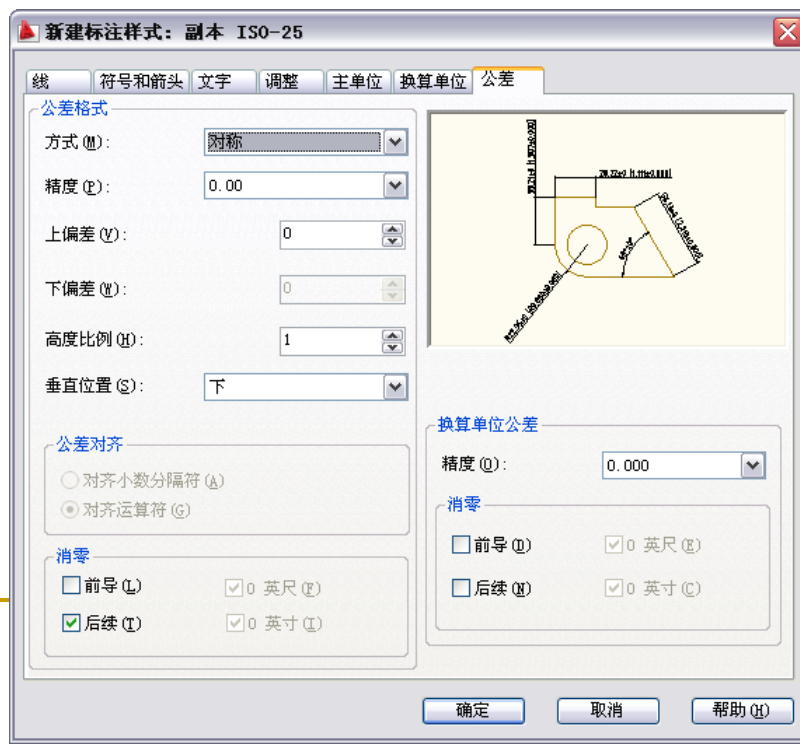 新建标注样式: 副本 ISO-25
线 符号和箭头 文字 调整 主单位 换算单位 公差
公差格式
方式(M): 对称
精度(P): 0.00
上偏差(V): 0
下偏差(W): 0
高度比例(H): 1
垂直位置(S): 下
公差对齐
对齐小数分隔符(A)
对齐运算符(G)
消零
前导(L) 0 英尺(F)
后续(T) 0 英寸(I)
换算单位公差
精度(O): 0.000
消零
前导(D) 0 英尺(E)
后续(N) 0 英寸(C)
确定 取消 帮助(H)